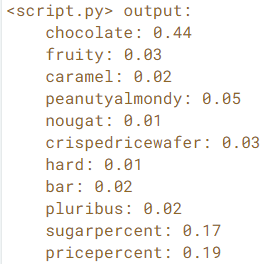 <script.py> output:
chocolate: 0.44
fruity: 0.03
caramel: 0.02
peanutyalmondy: 0.05
nougat: 0.01
crispedricewafer: 0.03
hard: 0.01
bar: 0.02
pluribus: 0.02
sugarpercent: 0.17
pricepercent: 0.19